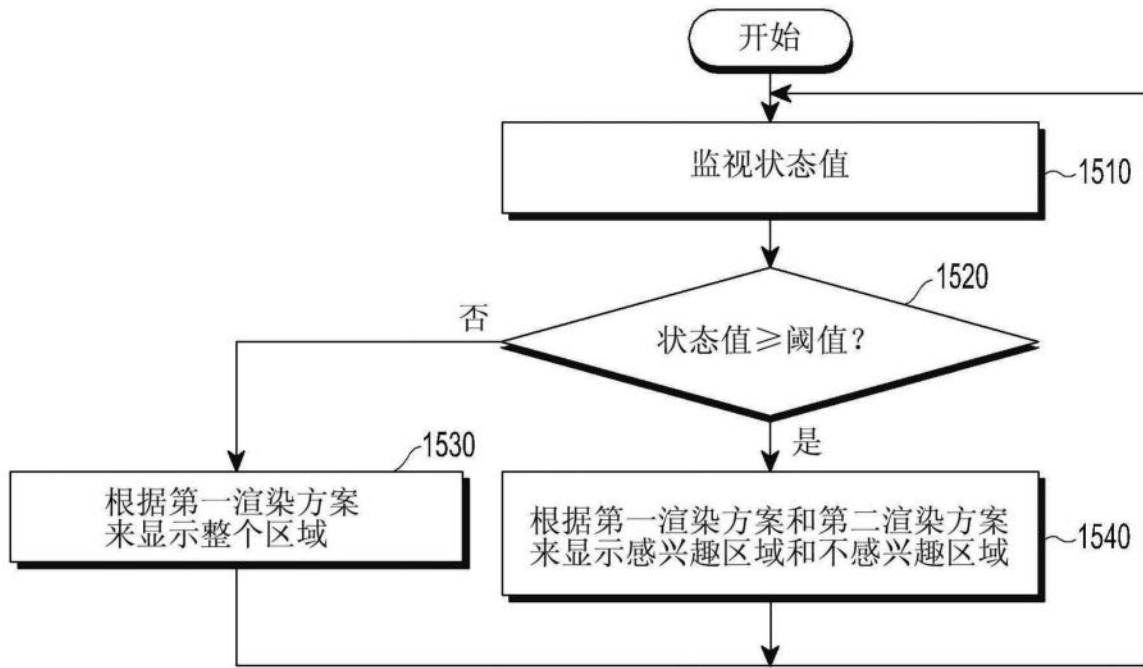 开始
监视状态值
1510
1520
否
状态值≥阈值?
是
1530
根据第一渲染方案
来显示整个区域
根据第一渲染方案和第二渲染方案
来显示感兴趣区域和不感兴趣区域
1540